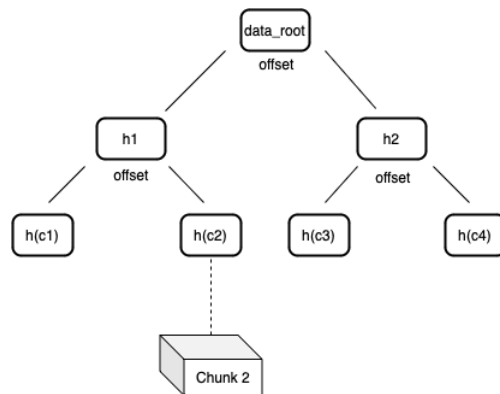 data_root
offset
h1
h2
offset
offset
h(c1)
h(c2)
h(c3)
h(c4)
Chunk 2